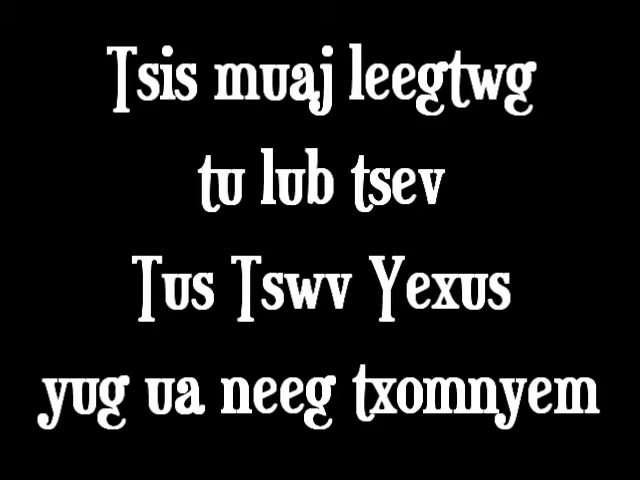 Tsis muaj leegtwg
tu lub tsev
Tus Tswv Yexus
yug ua neeg txomnyem